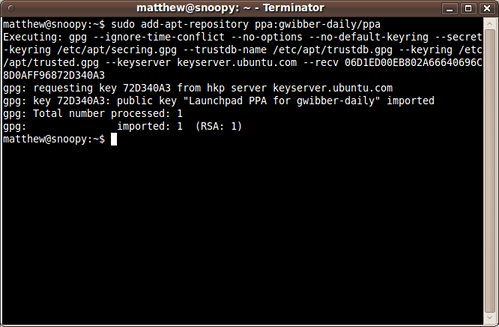 matthew@snoopy: ~ - Terminator
matthew@snoopy:~$ sudo add-apt-repository ppa:gwibber-daily/ppa
Executing: gpg --ignore-time-conflict --no-options --no-default-keyring --secret
-keyring /etc/apt/secring.gpg --trustdb-name /etc/apt/trustdb.gpg --keyring /etc
/apt/trusted.gpg --keyserver keyserver.ubuntu.com --recv 06D1ED00EB802A66640696C
8D0AFF96872D340A3
gpg: requesting key 72D340A3 from hkp server keyserver.ubuntu.com
gpg: key 72D340A3: public key "Launchpad PPA for gwibber-daily" imported
gpg: Total number processed: 1
gpg:               imported: 1  (RSA: 1)
matthew@snoopy:~$